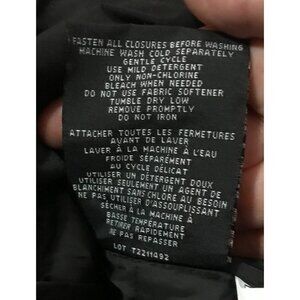 FASTEN ALL CLOSURES BEFORE WASHING
MACHINE WASH COLD SEPARATELY
GENTLE CYCLE
USE MILD DETERGENT
ONLY NON-CHLORINE
BLEACH WHEN NEEDED
DO NOT USE FABRIC SOFTENER
TUMBLE DRY LOW
REMOVE PROMPTLY
DO NOT IRON
ATTACHER TOUTES LES FERMETURES
AVANT DE LAVER
LAVER À LA MACHINE À L'EAU
FROIDE SÉPARÉMENT
AU CYCLE DÉLICAT
UTILISER UN DÉTERGENT DOUX
UTILISER SEULEMENT UN AGENT DE
BLANCHIMENT SANS CHLORE AU BESOIN
NE PAS UTILISER D'ASSOUPLISSANT
SÉCHER À LA MACHINE À
BASSE TEMPÉRATURE
RETIRER RAPIDEMENT
NE PAS REPASSER
LOT T2211492